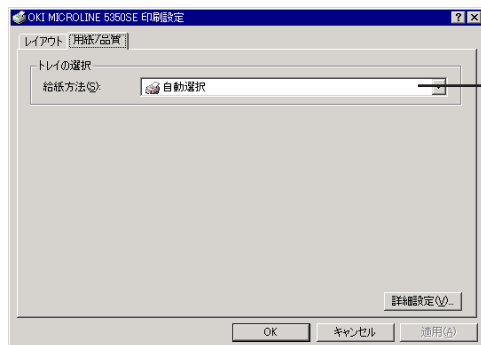 OKI MICROLINE 5350SE 印刷設定
レイアウト 用紙/品質
トレイの選択
給紙方法(S): 自動選択
詳細設定(V)...
OK キャンセル 適用(A)